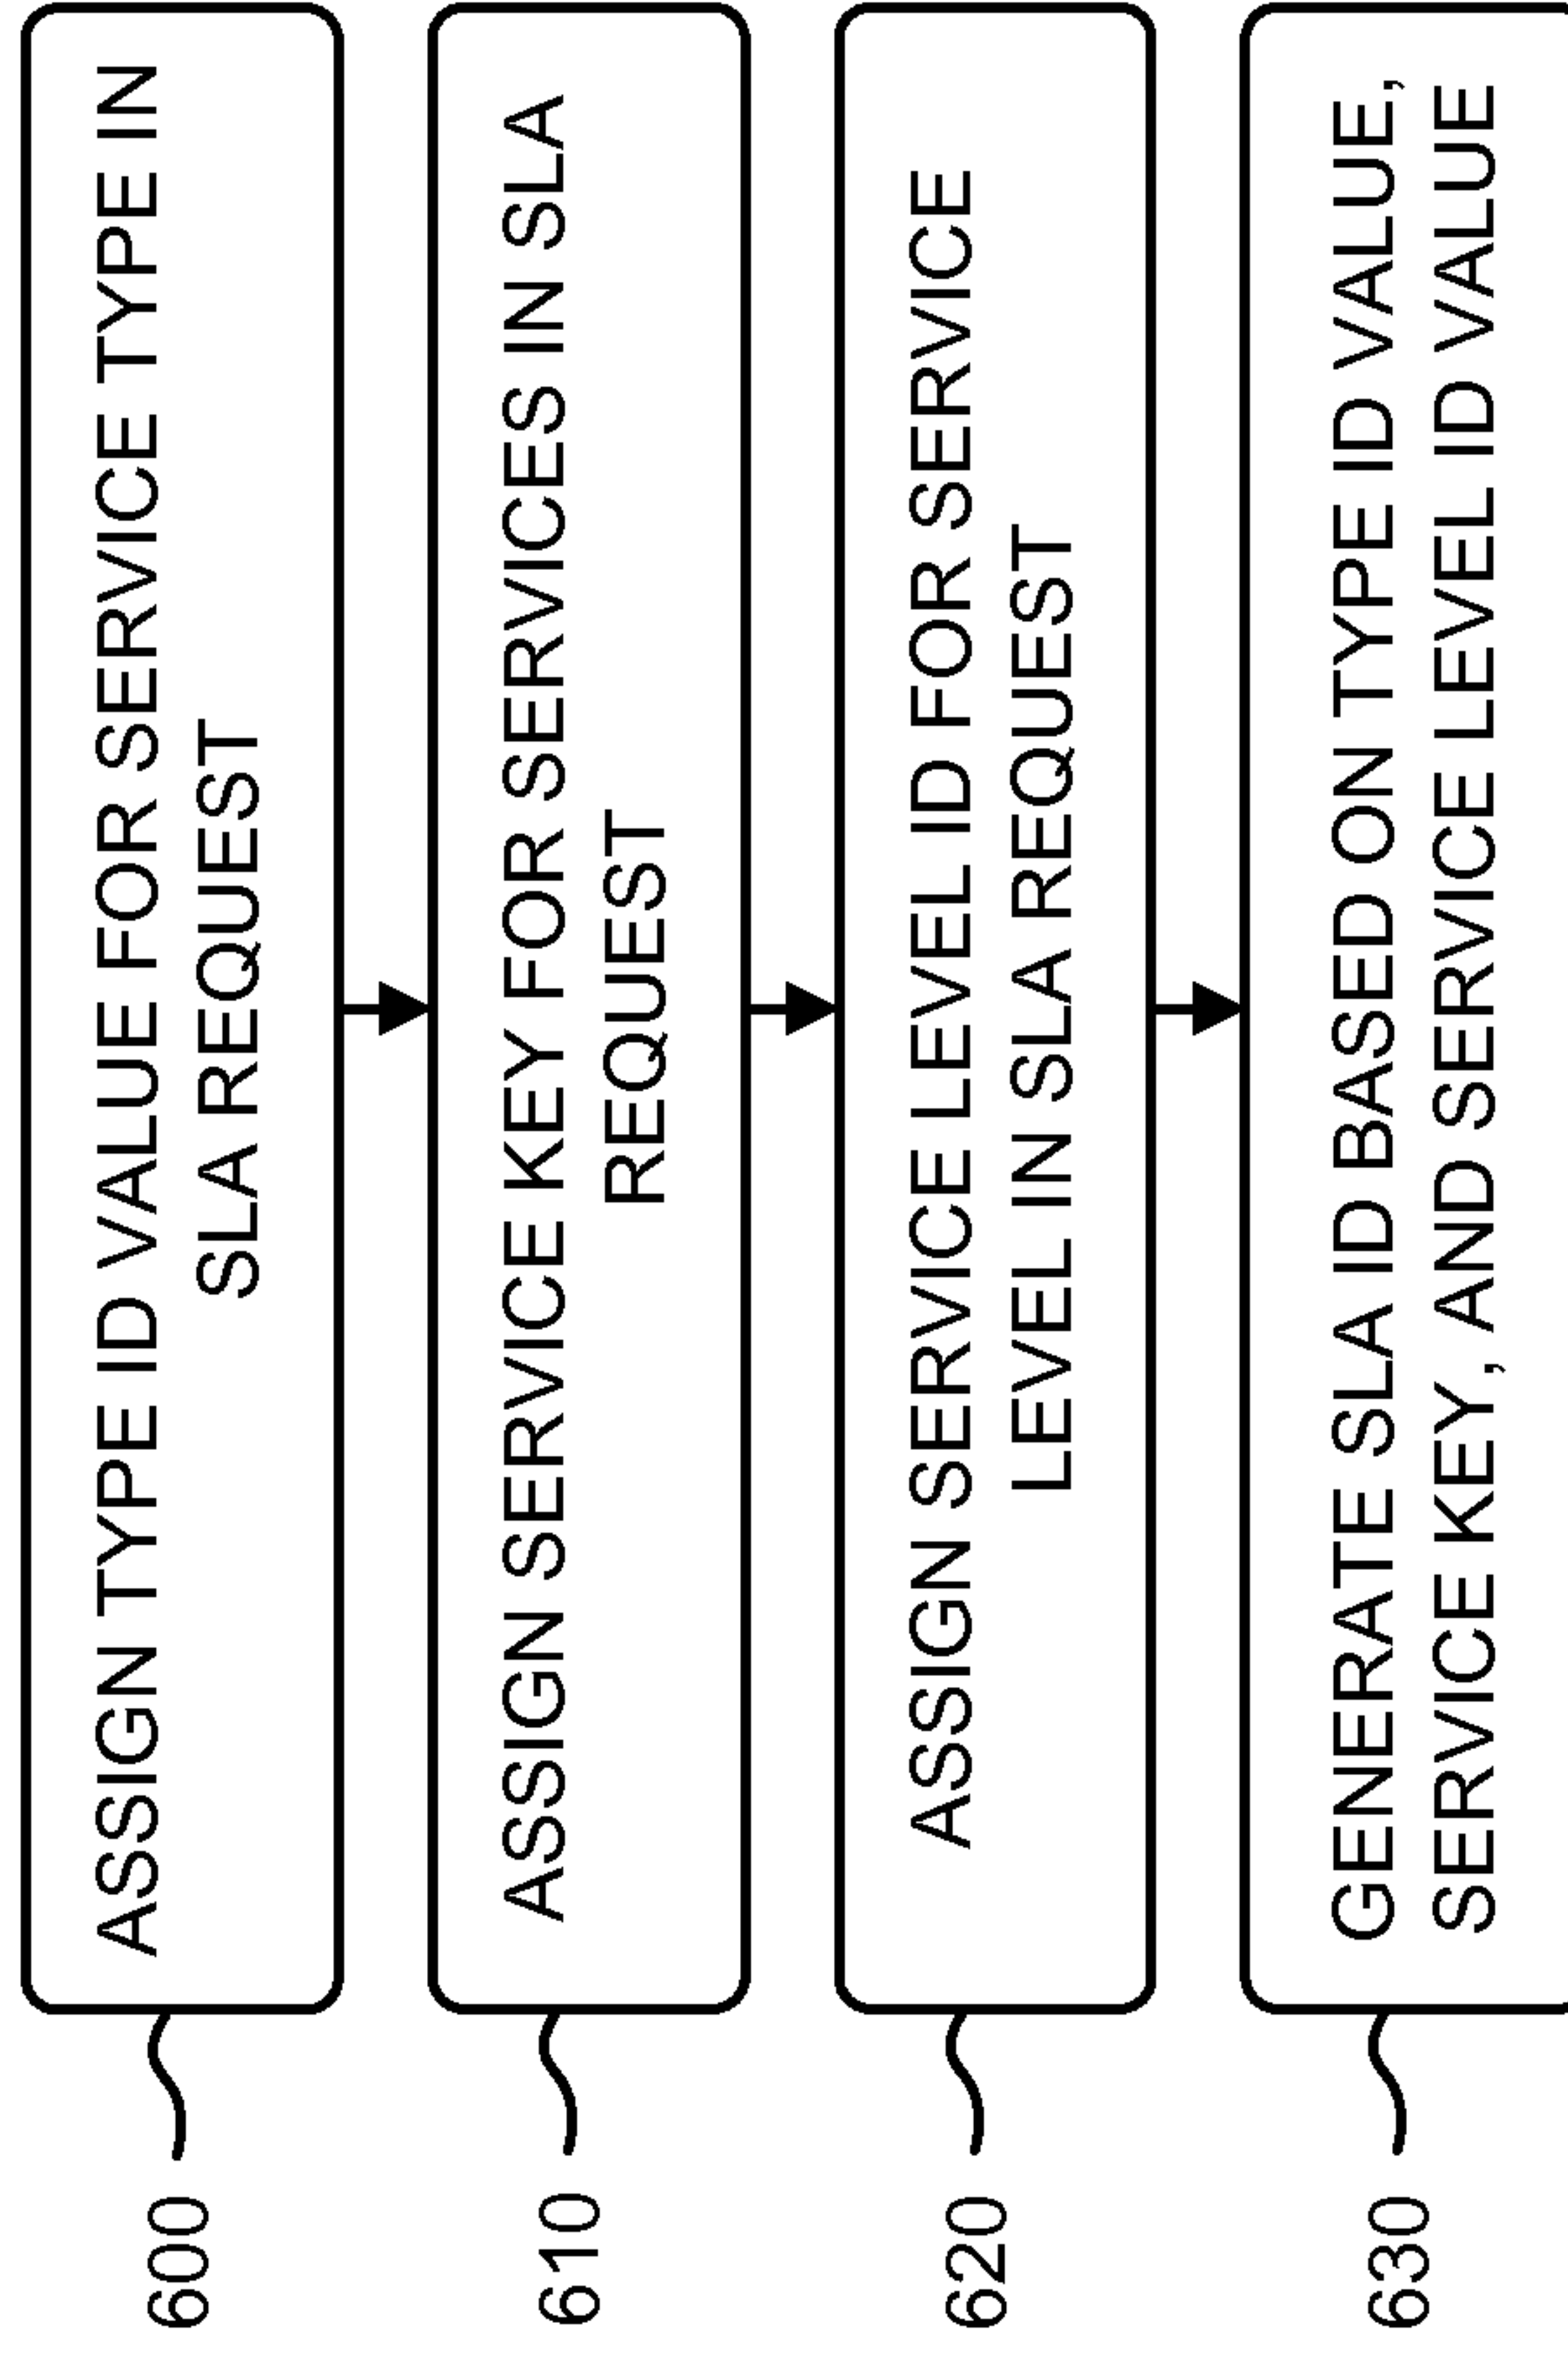 600
ASSIGN TYPE ID VALUE FOR SERVICE TYPE IN
SLA REQUEST
610
ASSIGN SERVICE KEY FOR SERVICES IN SLA
REQUEST
620
ASSIGN SERVICE LEVEL ID FOR SERVICE
LEVEL IN SLA REQUEST
630
GENERATE SLA ID BASED ON TYPE ID VALUE,
SERVICE KEY, AND SERVICE LEVEL ID VALUE